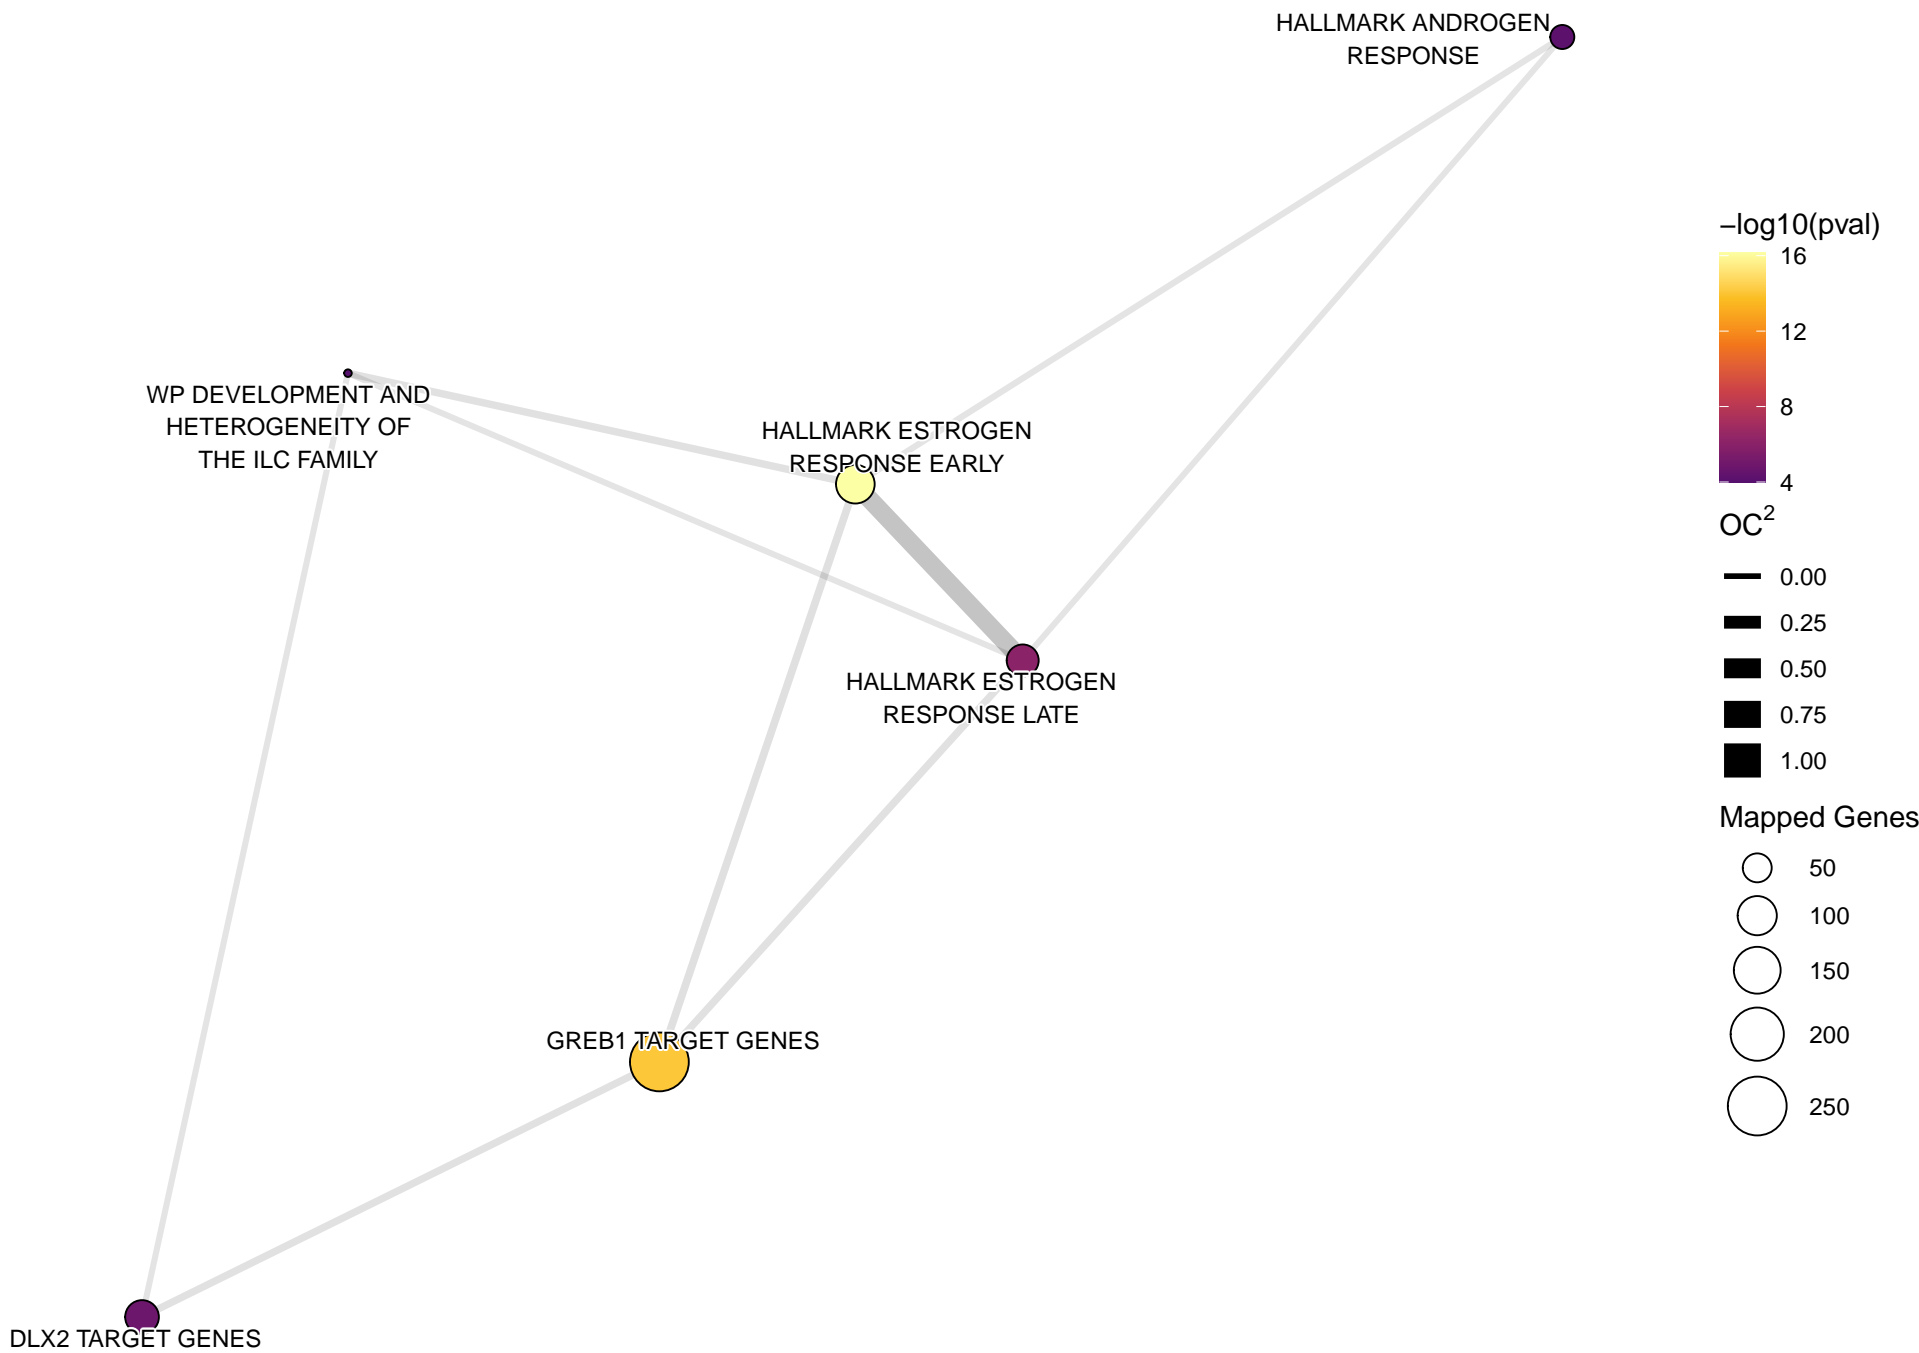 HALLMARK ANDROGEN
RESPONSE
WP DEVELOPMENT AND
HETEROGENEITY OF
THE ILC FAMILY
HALLMARK ESTROGEN
RESPONSE EARLY
HALLMARK ESTROGEN
RESPONSE LATE
GREB1 TARGET GENES
DLX2 TARGET GENES
−log10(pval)
16
12
8
4
OC²
0.00
0.25
0.50
0.75
1.00
Mapped Genes
50
100
150
200
250